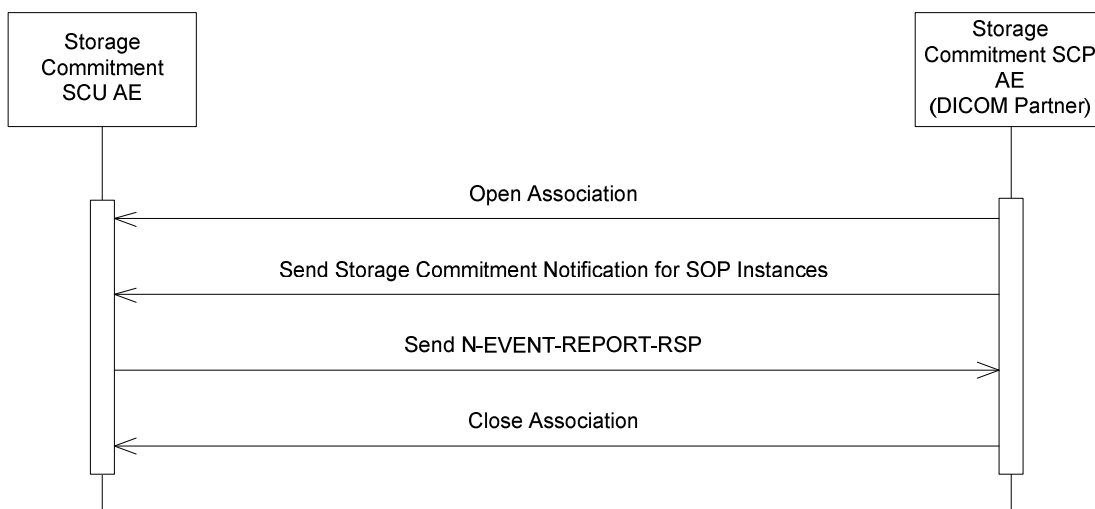 Storage
Commitment
SCU AE
Storage
Commitment SCP
AE
(DICOM Partner)
Open Association
Send Storage Commitment Notification for SOP Instances
Send N-EVENT-REPORT-RSP
Close Association